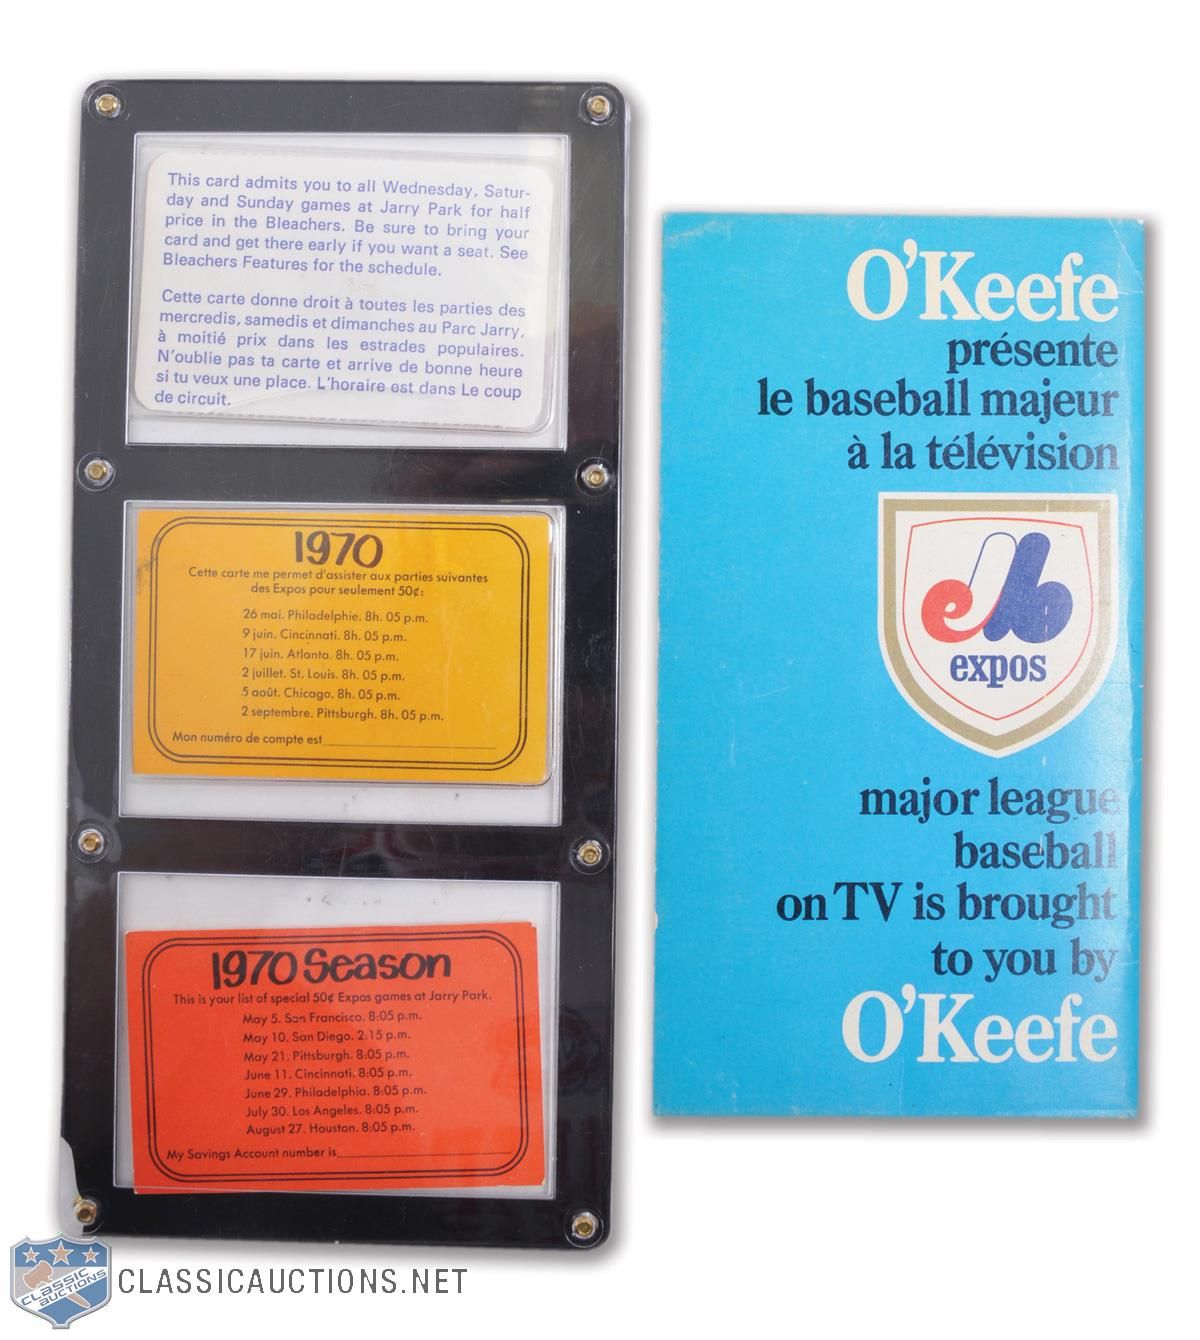 This card admits you to all Wednesday, Satur-
day and Sunday games at Jarry Park for half
price in the Bleachers. Be sure to bring your
card and get there early if you want a seat. See
Bleachers Features for the schedule.
Cette carte donne droit à toutes les parties des
mercredis, samedis et dimanches au Parc Jarry,
à moitié prix dans les estrades populaires.
N'oublie pas ta carte et arrive de bonne heure
si tu veux une place. L'horaire est dans Le coup
de circuit.
1970
Cette carte me permet d'assister aux parties suivantes
des Expos pour seulement 50¢:
26 mai. Philadelphie. 8h. 05 p.m.
9 juin. Cincinnati. 8h. 05 p.m.
17 juin. Atlanta. 8h. 05 p.m.
2 juillet. St. Louis. 8h. 05 p.m.
5 août. Chicago. 8h. 05 p.m.
2 septembre. Pittsburgh. 8h. 05 p.m.
Mon numéro de compte est
1970 Season
This is your list of special 50¢ Expos games at Jarry Park.
May 5. San Francisco. 8:05 p.m.
May 10. San Diego. 2:15 p.m.
May 21. Pittsburgh. 8:05 p.m.
June 11. Cincinnati. 8:05 p.m.
June 29. Philadelphia. 8:05 p.m.
July 30. Los Angeles. 8:05 p.m.
August 27. Houston. 8:05 p.m.
My Savings Account number is
O'Keefe
présente
le baseball majeur
à la télévision
expos
major league
baseball
on TV is brought
to you by
O'Keefe
CLASSIC
AUCTIONS
CLASSICAUCTIONS.NET